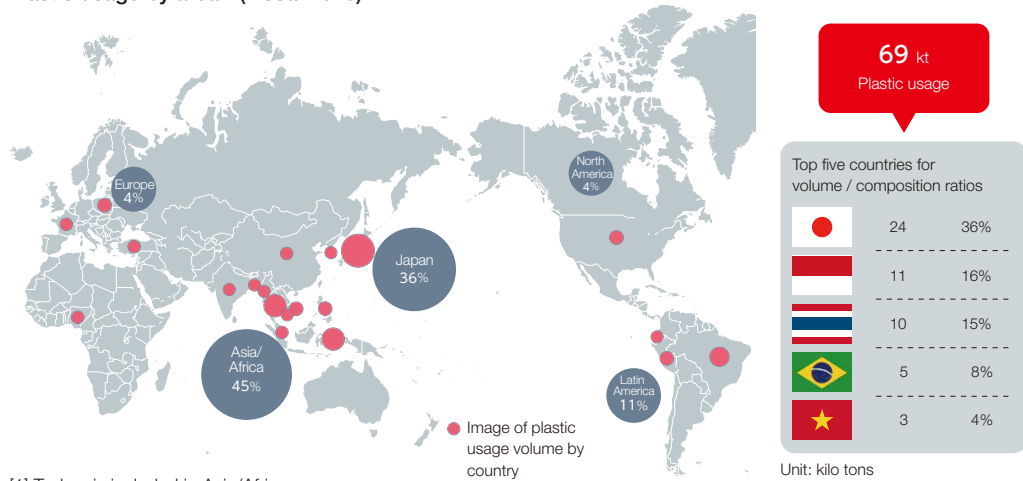 Europe
4%
North
America
4%
Japan
36%
Asia/
Africa
45%
Latin
America
11%
Image of plastic
usage volume by
country
69 kt
Plastic usage
Top five countries for
volume / composition ratios
24 36%
11 16%
10 15%
5 8%
3 4%
Unit: kilo tons